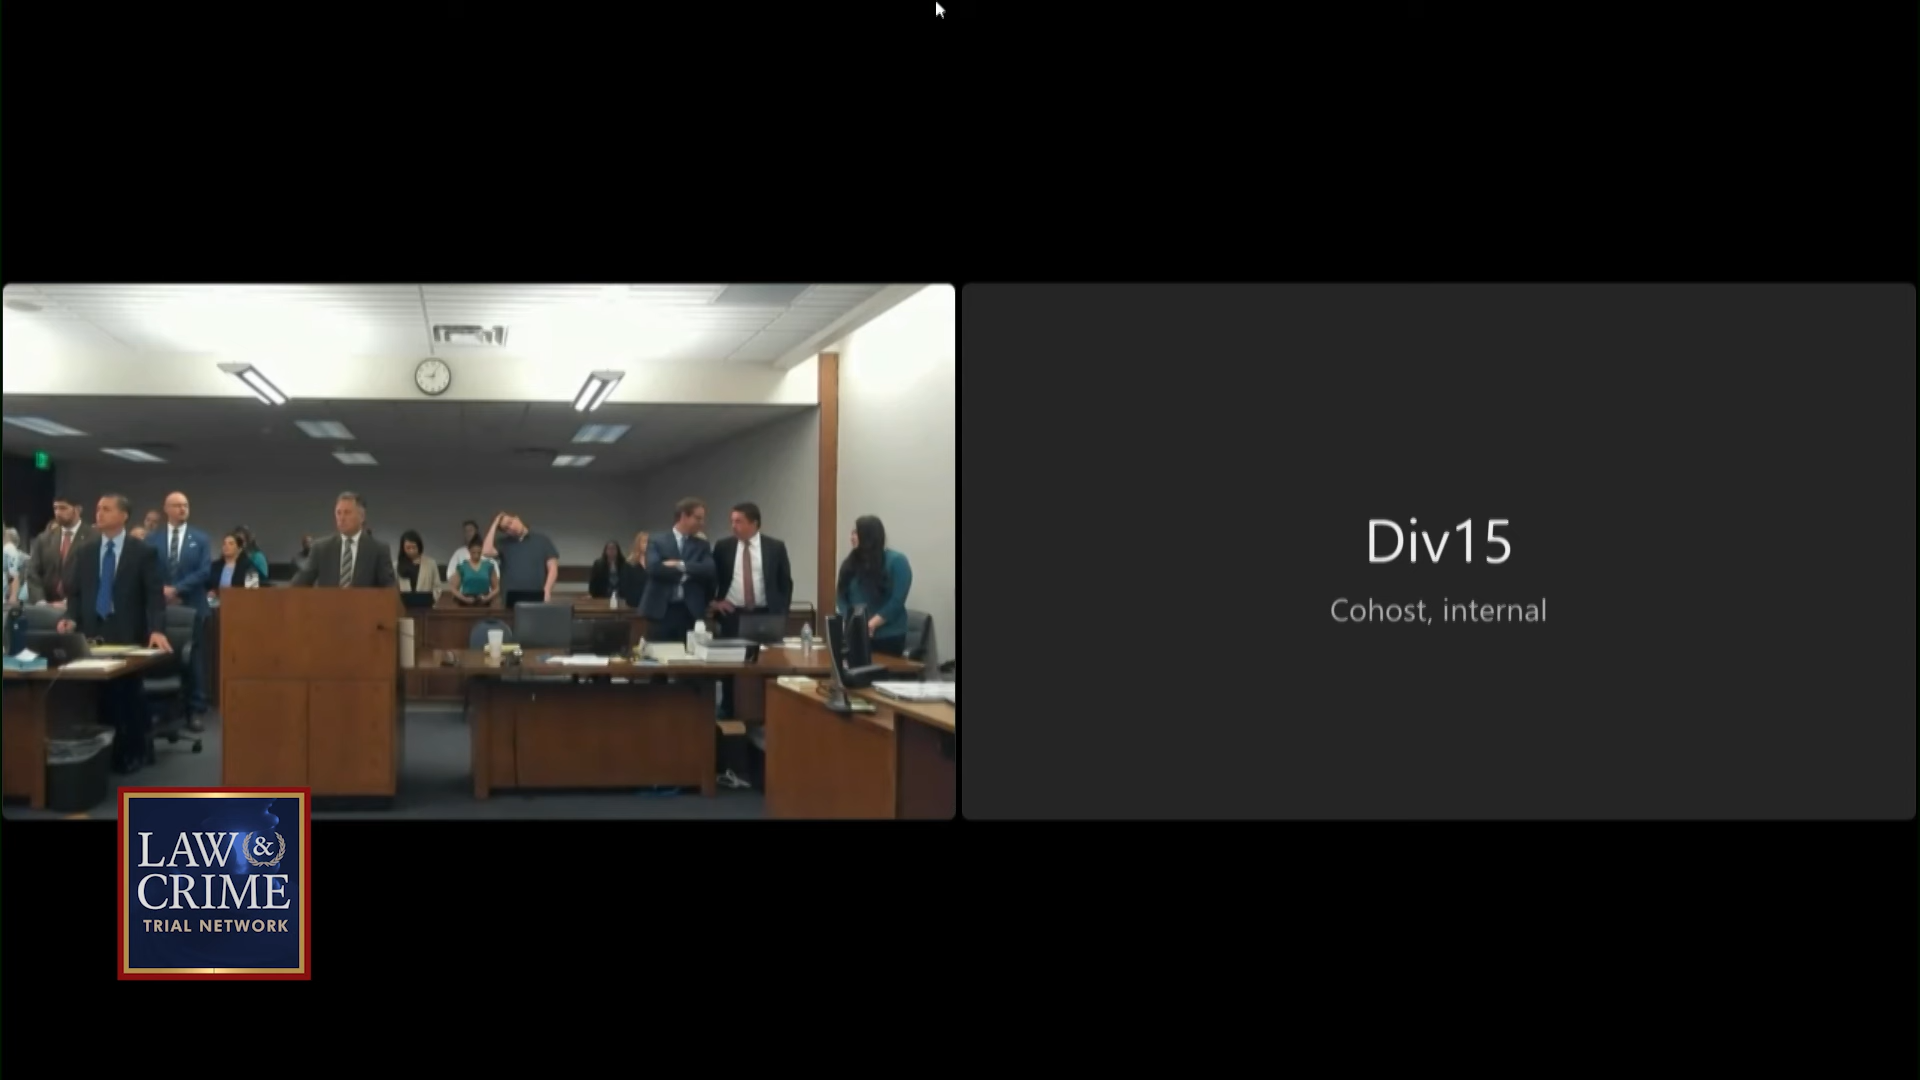 Div15
Cohost, internal
LAW &
CRIME
TRIAL NETWORK